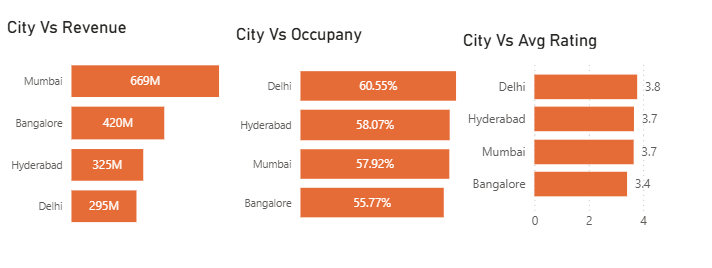 City Vs Revenue
Mumbai 669M
Bangalore 420M
Hyderabad 325M
Delhi 295M
City Vs Occupany
Delhi 60.55%
Hyderabad 58.07%
Mumbai 57.92%
Bangalore 55.77%
City Vs Avg Rating
Delhi 3.8
Hyderabad 3.7
Mumbai 3.7
Bangalore 3.4
0 2 4